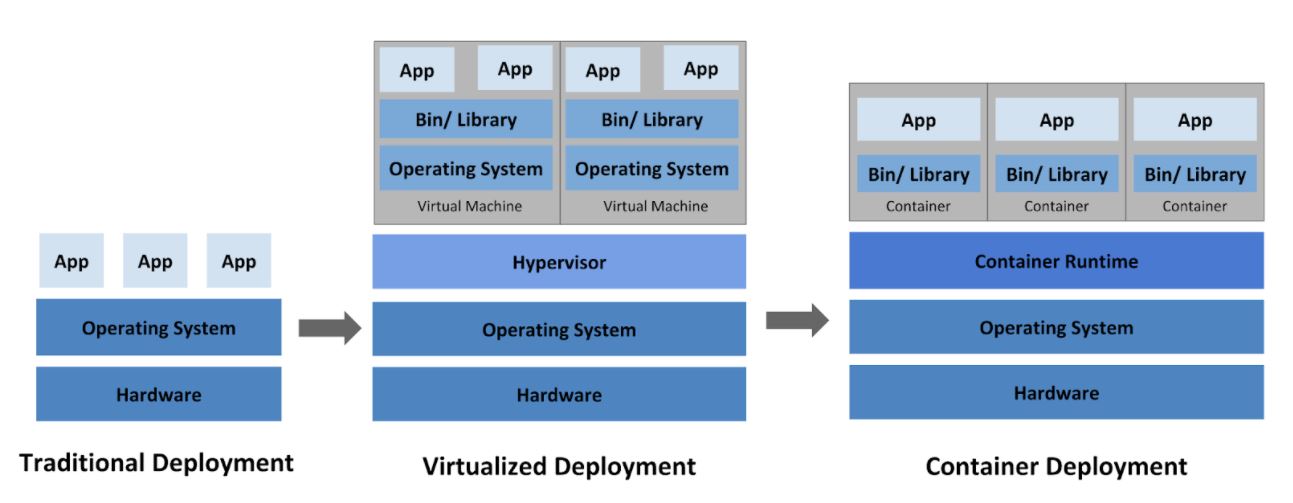 App App App
Operating System
Hardware
Traditional Deployment
App App App App
Bin/ Library Bin/ Library
Operating System Operating System
Virtual Machine Virtual Machine
Hypervisor
Operating System
Hardware
Virtualized Deployment
App App App
Bin/ Library Bin/ Library Bin/ Library
Container Container Container
Container Runtime
Operating System
Hardware
Container Deployment